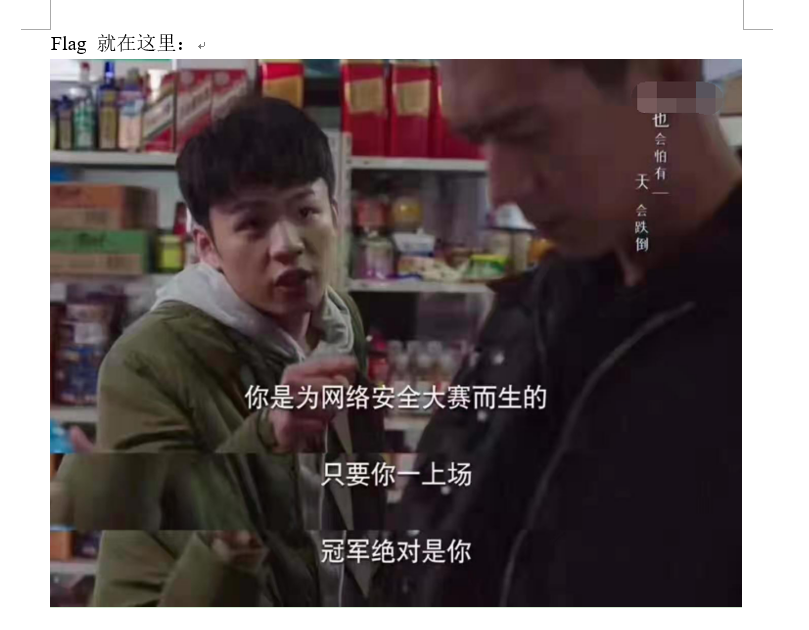 Flag 就在这里：
也会怕有一
天会跌倒
你是为网络安全大赛而生的
只要你一上场
冠军绝对是你